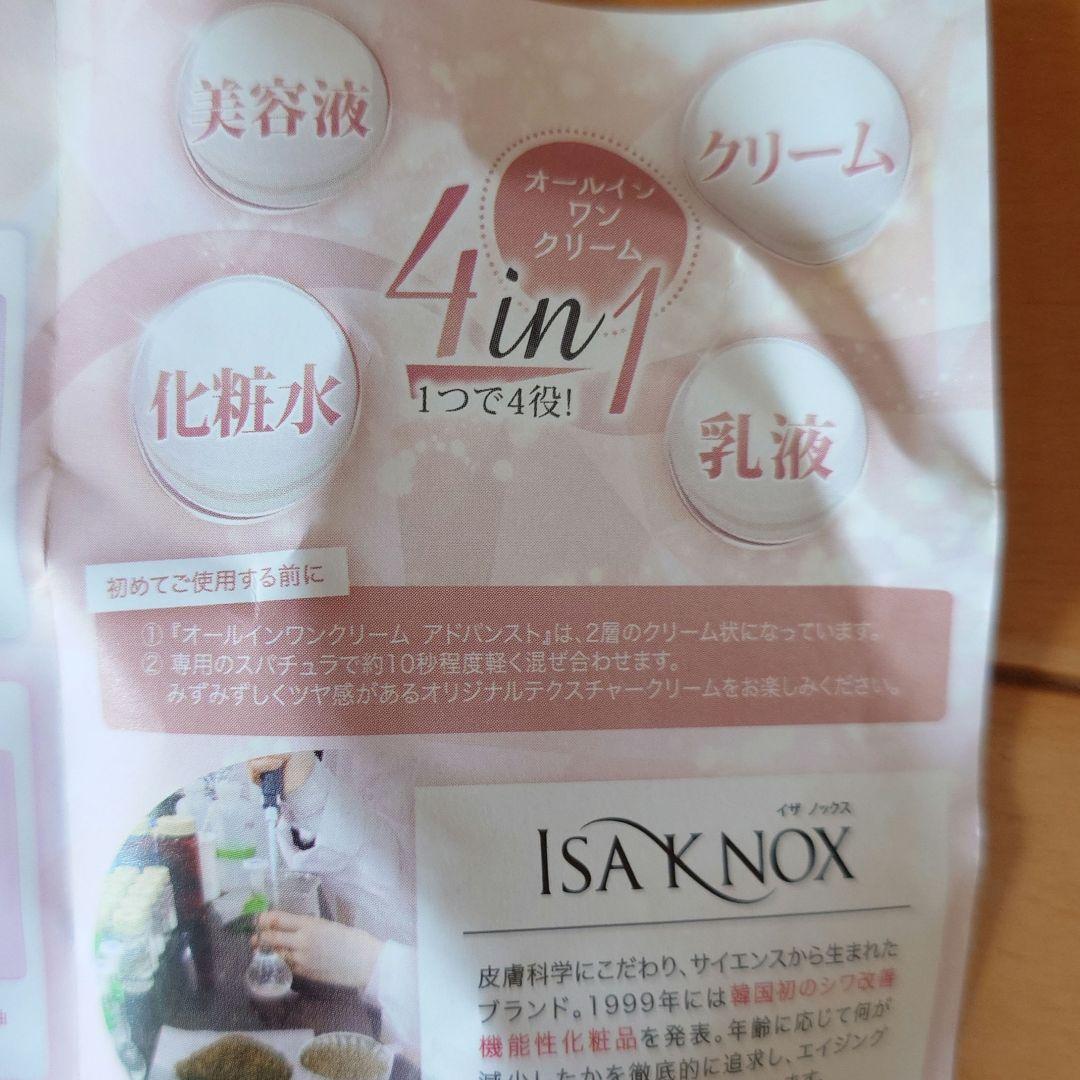 美容液
クリーム
オールイン
ワン
クリーム
4in1
1つで4役!
化粧水
乳液
初めてご使用する前に
①『オールインワンクリーム アドバンスト』は、2層のクリーム状になっています。
② 専用のスパチュラで約10秒程度軽く混ぜ合わせます。
みずみずしくツヤ感があるオリジナルテクスチャークリームをお楽しみください。
イザ ノックス
ISA KNOX
皮膚科学にこだわり、サイエンスから生まれた
ブランド。1999年には韓国初のシワ改善
機能性化粧品を発表。年齢に応じて何が
減少したかを徹底的に追求し、エイジング
ます。